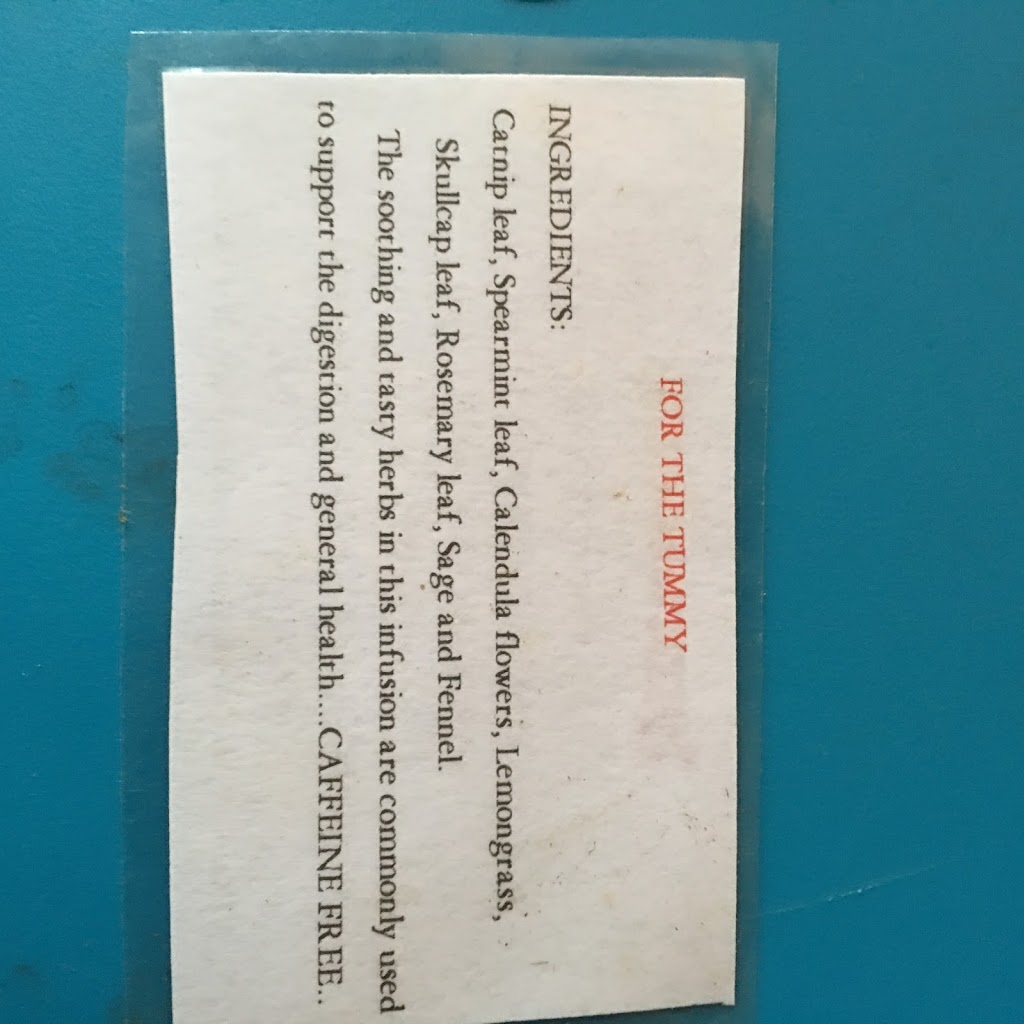 FOR THE TUMMY
INGREDIENTS:
Catnip leaf, Spearmint leaf, Calendula flowers, Lemongrass,
Skullcap leaf, Rosemary leaf, Sage and Fennel.
The soothing and tasty herbs in this infusion are commonly used
to support the digestion and general health....CAFFEINE FREE..